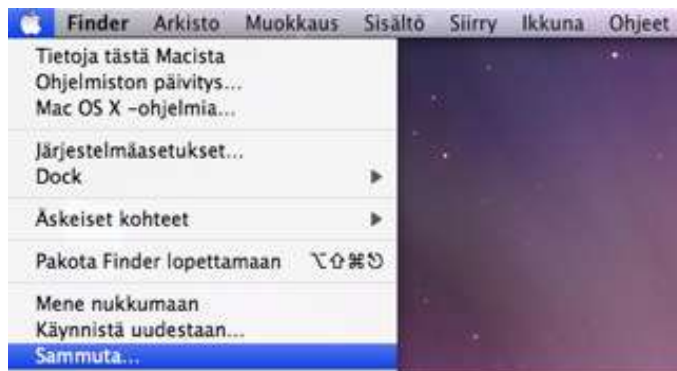 Finder Arkisto Muokkaus Sisältö Siirry Ikkuna Ohjeet
Tietoja tästä Macista
Ohjelmiston päivitys...
Mac OS X -ohjelmia...
Järjestelmäasetukset...
Dock
Äskeiset kohteet
Pakota Finder lopettamaan ⌥⇧⌘⎋
Mene nukkumaan
Käynnistä uudestaan...
Sammuta...